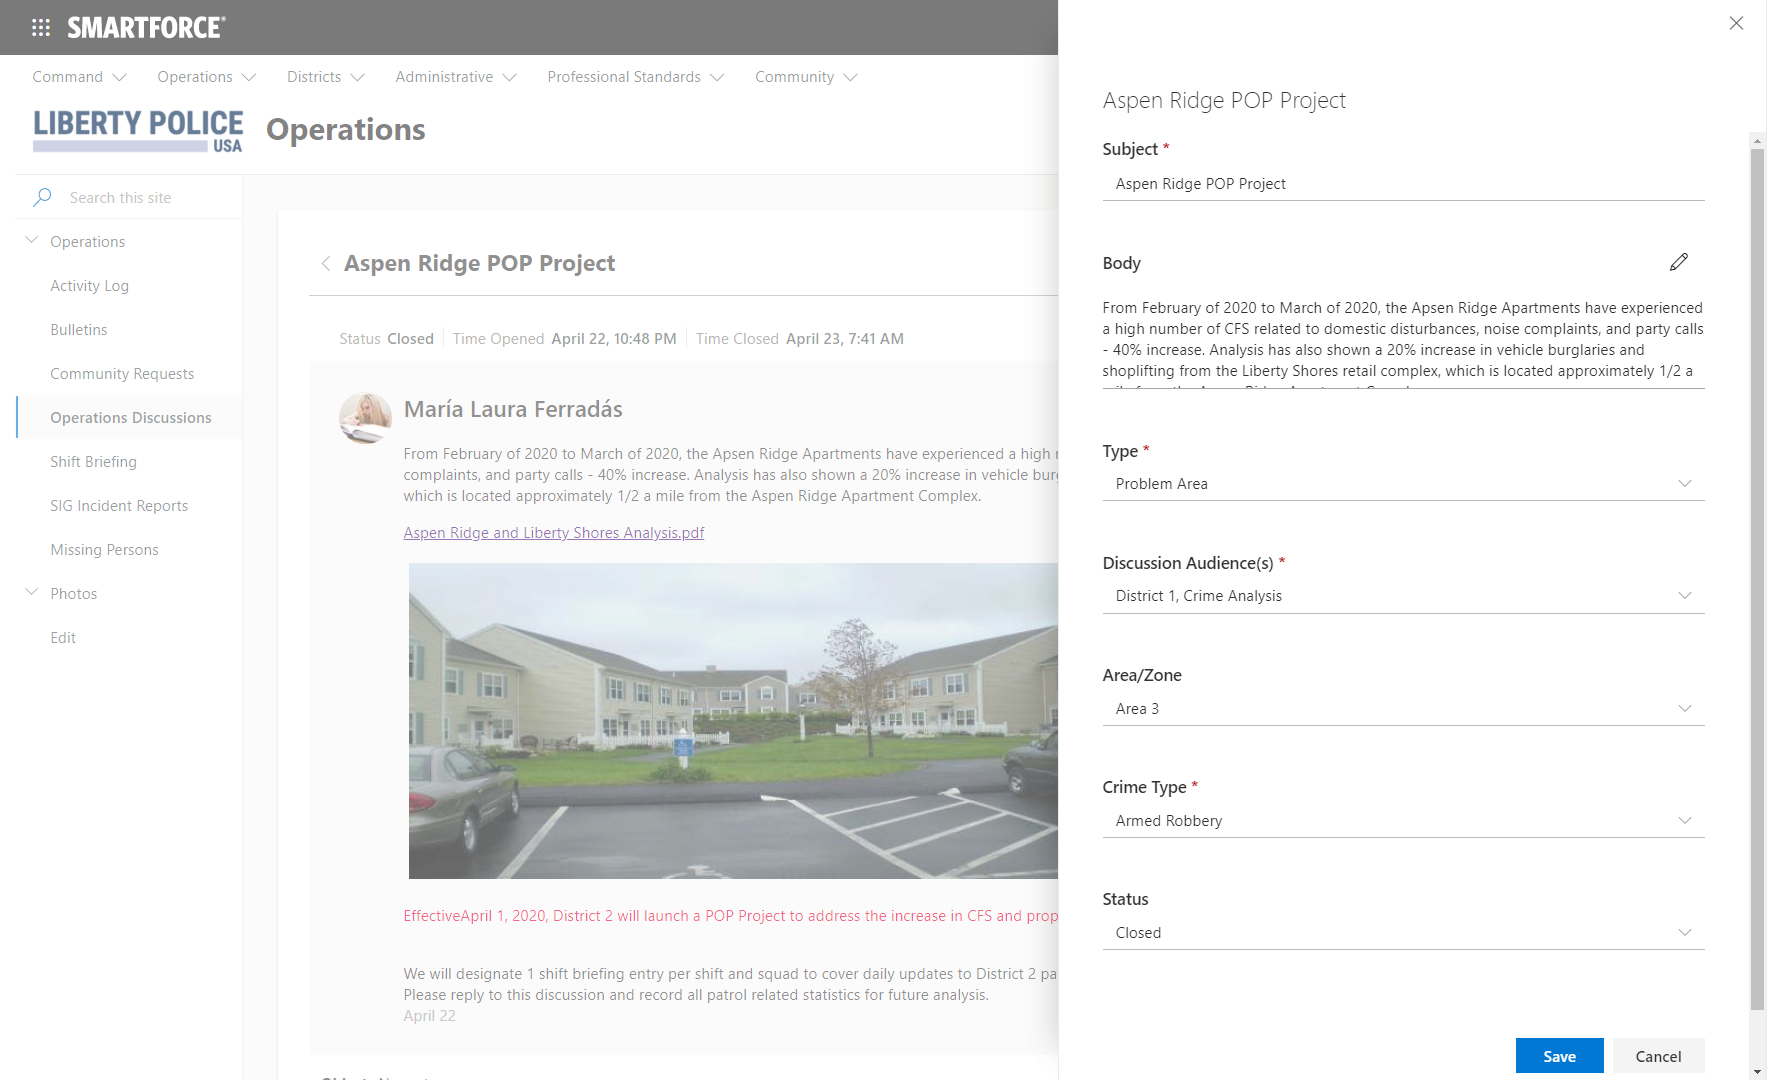 SMARTFORCE®
Command
Operations
Districts
Administrative
Professional Standards
Community
LIBERTY POLICE
USA
Operations
Search this site
Operations
Activity Log
Bulletins
Community Requests
Operations Discussions
Shift Briefing
SIG Incident Reports
Missing Persons
Photos
Edit
Aspen Ridge POP Project
Status Closed
Time Opened April 22, 10:48 PM
Time Closed April 23, 7:41 AM
María Laura Ferradás
From February of 2020 to March of 2020, the Apsen Ridge Apartments have experienced a high
complaints, and party calls - 40% increase. Analysis has also shown a 20% increase in vehicle
which is located approximately 1/2 a mile from the Aspen Ridge Apartment Complex.
Aspen Ridge and Liberty Shores Analysis.pdf
EffectiveApril 1, 2020, District 2 will launch a POP Project to address the increase in CFS and
We will designate 1 shift briefing entry per shift and squad to cover daily updates to District 2
Please reply to this discussion and record all patrol related statistics for future analysis.
April 22
Aspen Ridge POP Project
Subject *
Aspen Ridge POP Project
Body
From February of 2020 to March of 2020, the Apsen Ridge Apartments have experienced
a high number of CFS related to domestic disturbances, noise complaints, and party calls
- 40% increase. Analysis has also shown a 20% increase in vehicle burglaries and
shoplifting from the Liberty Shores retail complex, which is located approximately 1/2 a
Type *
Problem Area
Discussion Audience(s) *
District 1, Crime Analysis
Area/Zone
Area 3
Crime Type *
Armed Robbery
Status
Closed
Save
Cancel